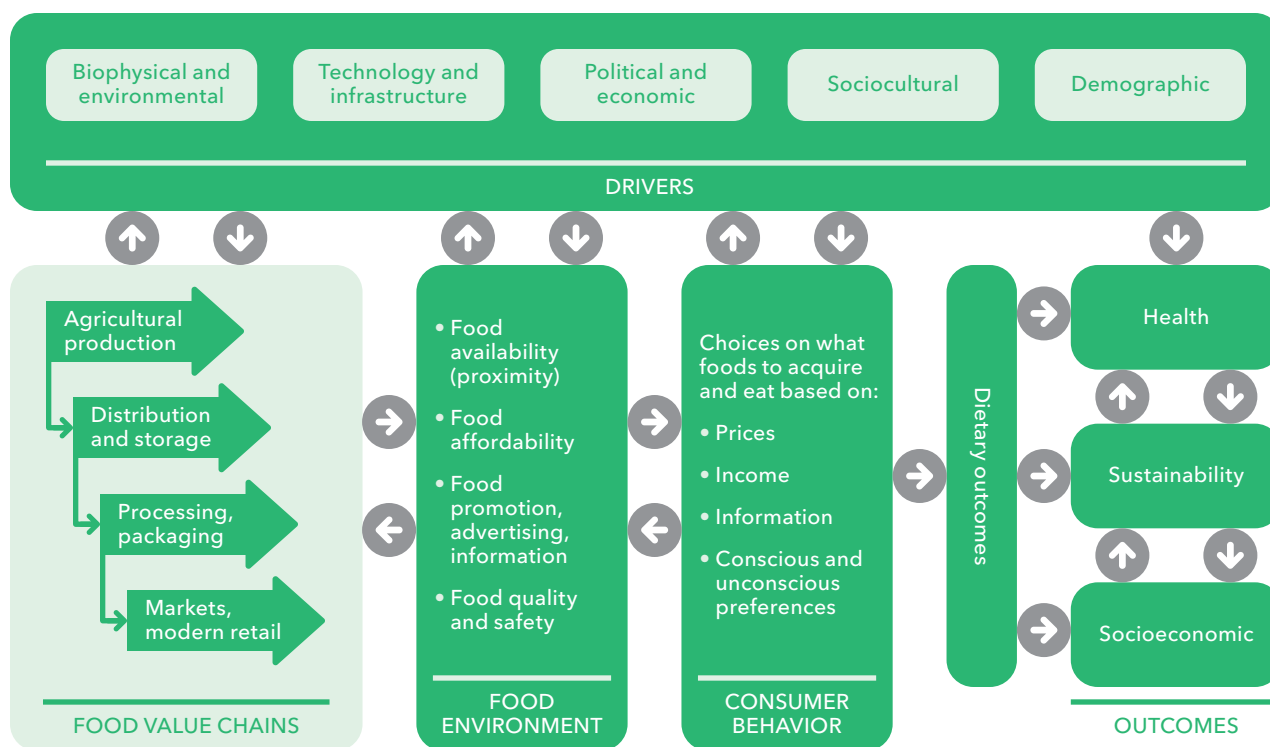 Biophysical and
environmental
Technology and
infrastructure
Political and
economic
Sociocultural
Demographic
DRIVERS
Agricultural
production
Distribution
and storage
Processing,
packaging
Markets,
modern retail
FOOD VALUE CHAINS
• Food
availability
(proximity)
• Food
affordability
• Food
promotion,
advertising,
information
• Food quality
and safety
FOOD
ENVIRONMENT
Choices on what
foods to acquire
and eat based on:
• Prices
• Income
• Information
• Conscious and
unconscious
preferences
CONSUMER
BEHAVIOR
Dietary outcomes
Health
Sustainability
Socioeconomic
OUTCOMES